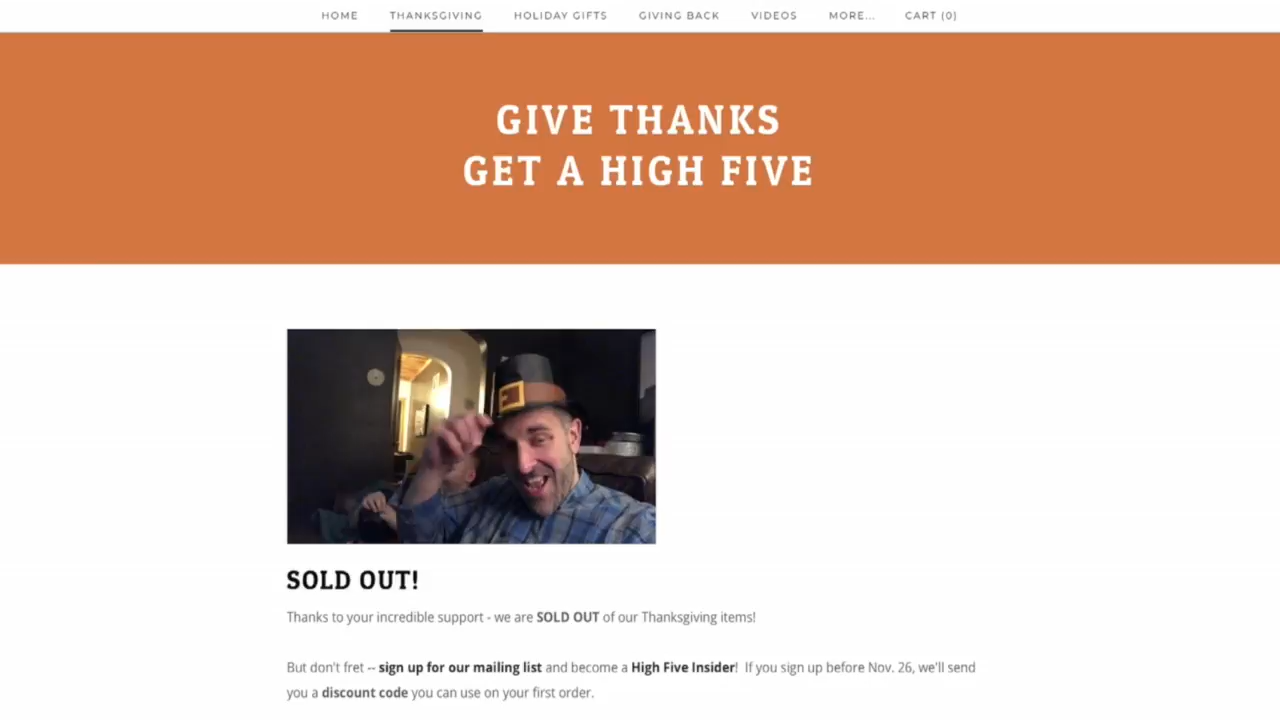 HOME THANKSGIVING HOLIDAY GIFTS GIVING BACK VIDEOS MORE... CART (0)
GIVE THANKS
GET A HIGH FIVE
SOLD OUT!
Thanks to your incredible support - we are SOLD OUT of our Thanksgiving items!
But don't fret -- sign up for our mailing list and become a High Five Insider! If you sign up before Nov. 26, we'll send
you a discount code you can use on your first order.